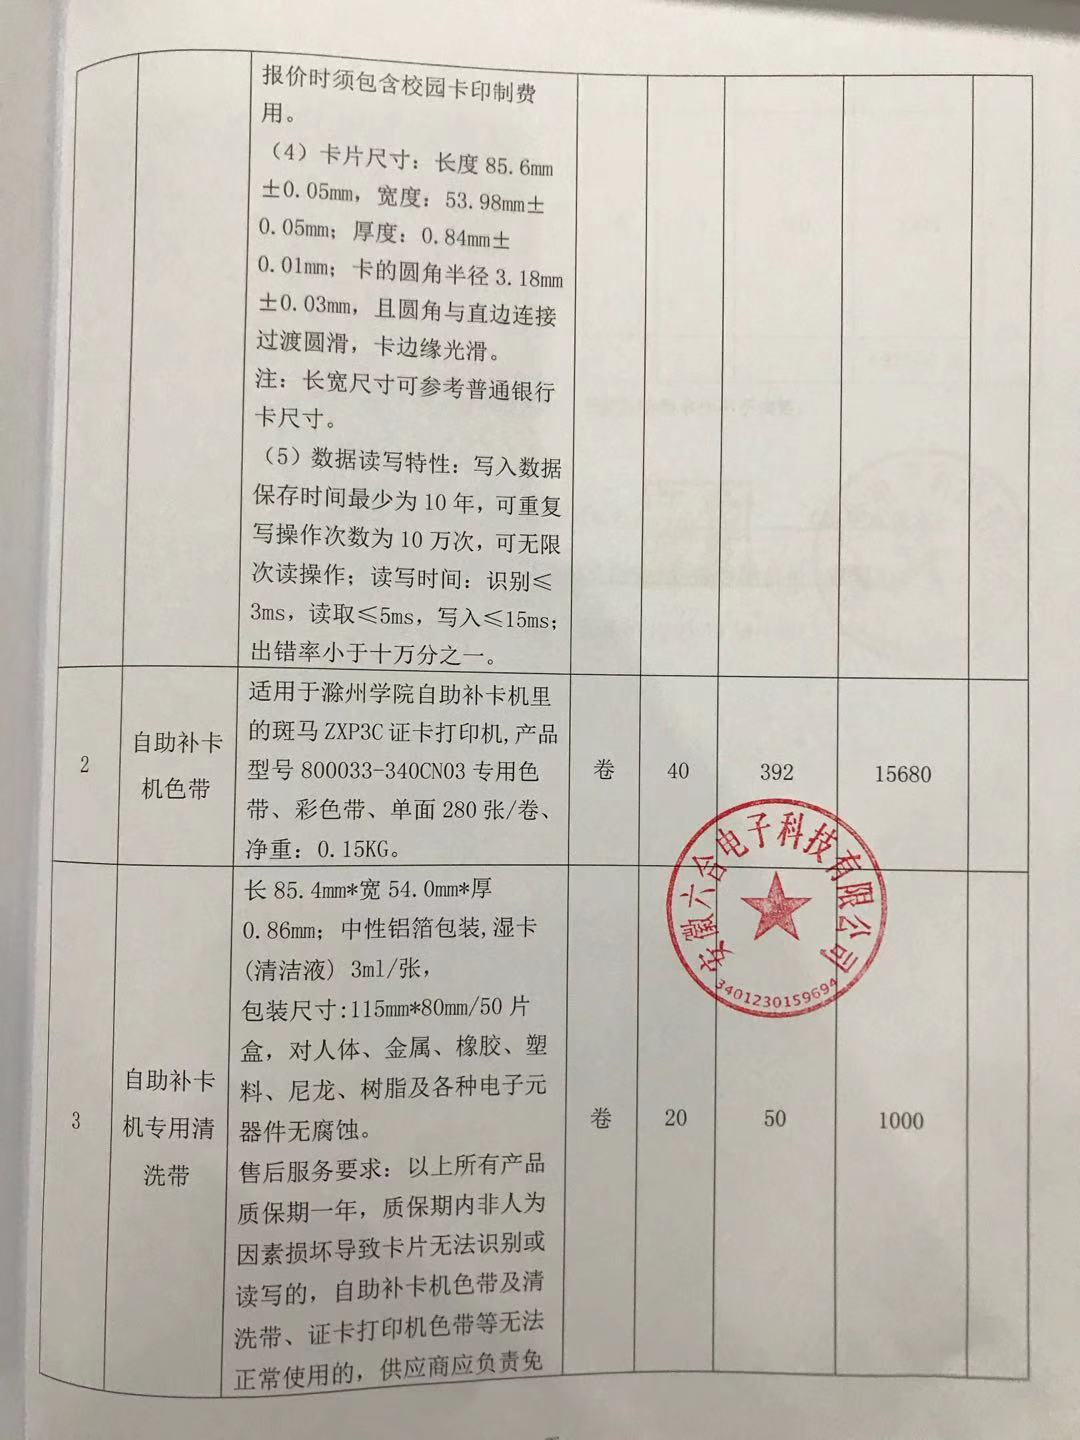 报价时须包含校园卡印制费
用。
（4）卡片尺寸：长度 85.6mm
±0.05mm，宽度：53.98mm±
0.05mm；厚度：0.84mm±
0.01mm；卡的圆角半径 3.18mm
±0.03mm，且圆角与直边连接
过渡圆滑，卡边缘光滑。
注：长宽尺寸可参考普通银行
卡尺寸。
（5）数据读写特性：写入数据
保存时间最少为 10 年，可重复
写操作次数为 10 万次，可无限
次读操作；读写时间：识别≤
3ms，读取≤5ms，写入≤15ms；
出错率小于十万分之一。
2
自助补卡
机色带
适用于滁州学院自助补卡机里
的斑马 ZXP3C 证卡打印机,产品
型号 800033-340CN03 专用色
带、彩色带、单面 280 张/卷、
净重：0.15KG。
卷
40
392
15680
3
自助补卡
机专用清
洗带
长 85.4mm*宽 54.0mm*厚
0.86mm；中性铝箔包装,湿卡
(清洁液) 3ml/张，
包装尺寸:115mm*80mm/50 片
盒，对人体、金属、橡胶、塑
料、尼龙、树脂及各种电子元
器件无腐蚀。
售后服务要求：以上所有产品
质保期一年，质保期内非人为
因素损坏导致卡片无法识别或
读写的，自助补卡机色带及清
洗带、证卡打印机色带等无法
正常使用的，供应商应负责免
卷
20
50
1000
安徽六合电子科技有限公司
3401230159694